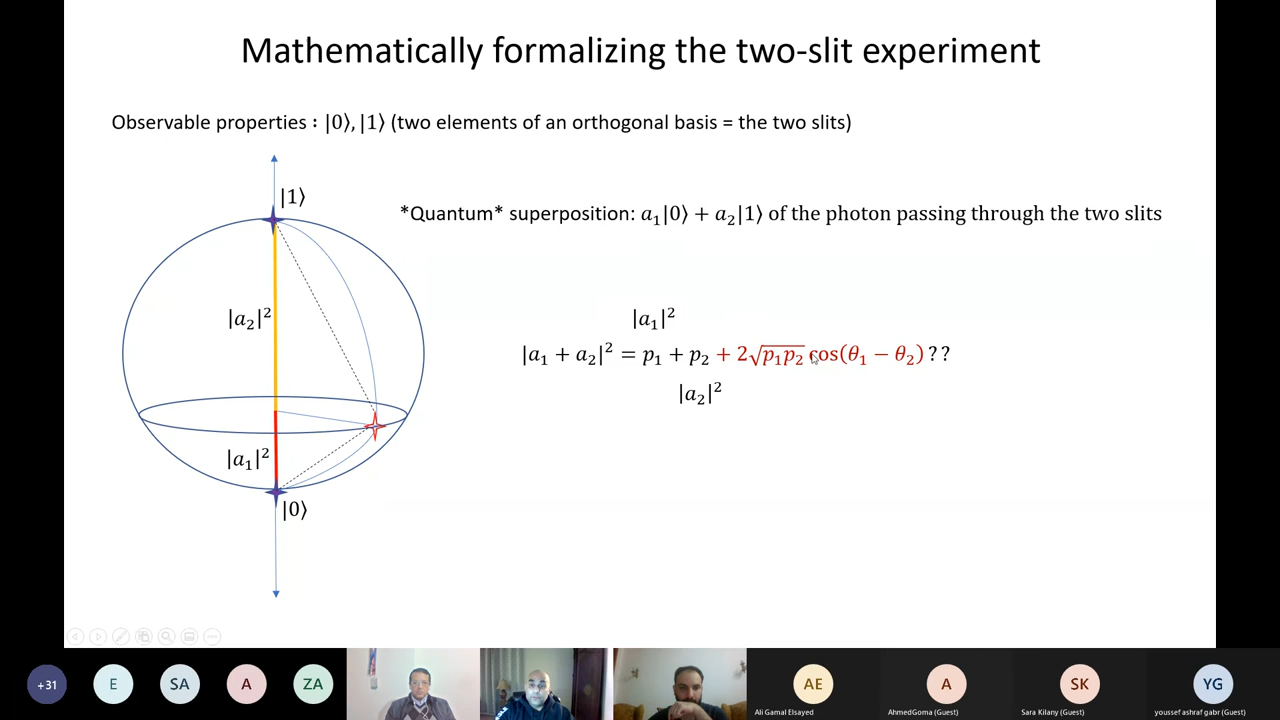 Mathematically formalizing the two-slit experiment
Observable properties : |0⟩, |1⟩ (two elements of an orthogonal basis = the two slits)
|1⟩
*Quantum* superposition: a₁|0⟩ + a₂|1⟩ of the photon passing through the two slits
|a₂|²
|a₁|²
|a₁ + a₂|² = p₁ + p₂ + 2√p₁p₂ cos(θ₁ − θ₂) ??
|a₂|²
|a₁|²
|0⟩
+31
E
SA
A
ZA
AE
A
SK
YG
Ali Gamal Elsayed
AhmedGoma (Guest)
Sara Kilany (Guest)
youssef ashraf gabr (Guest)